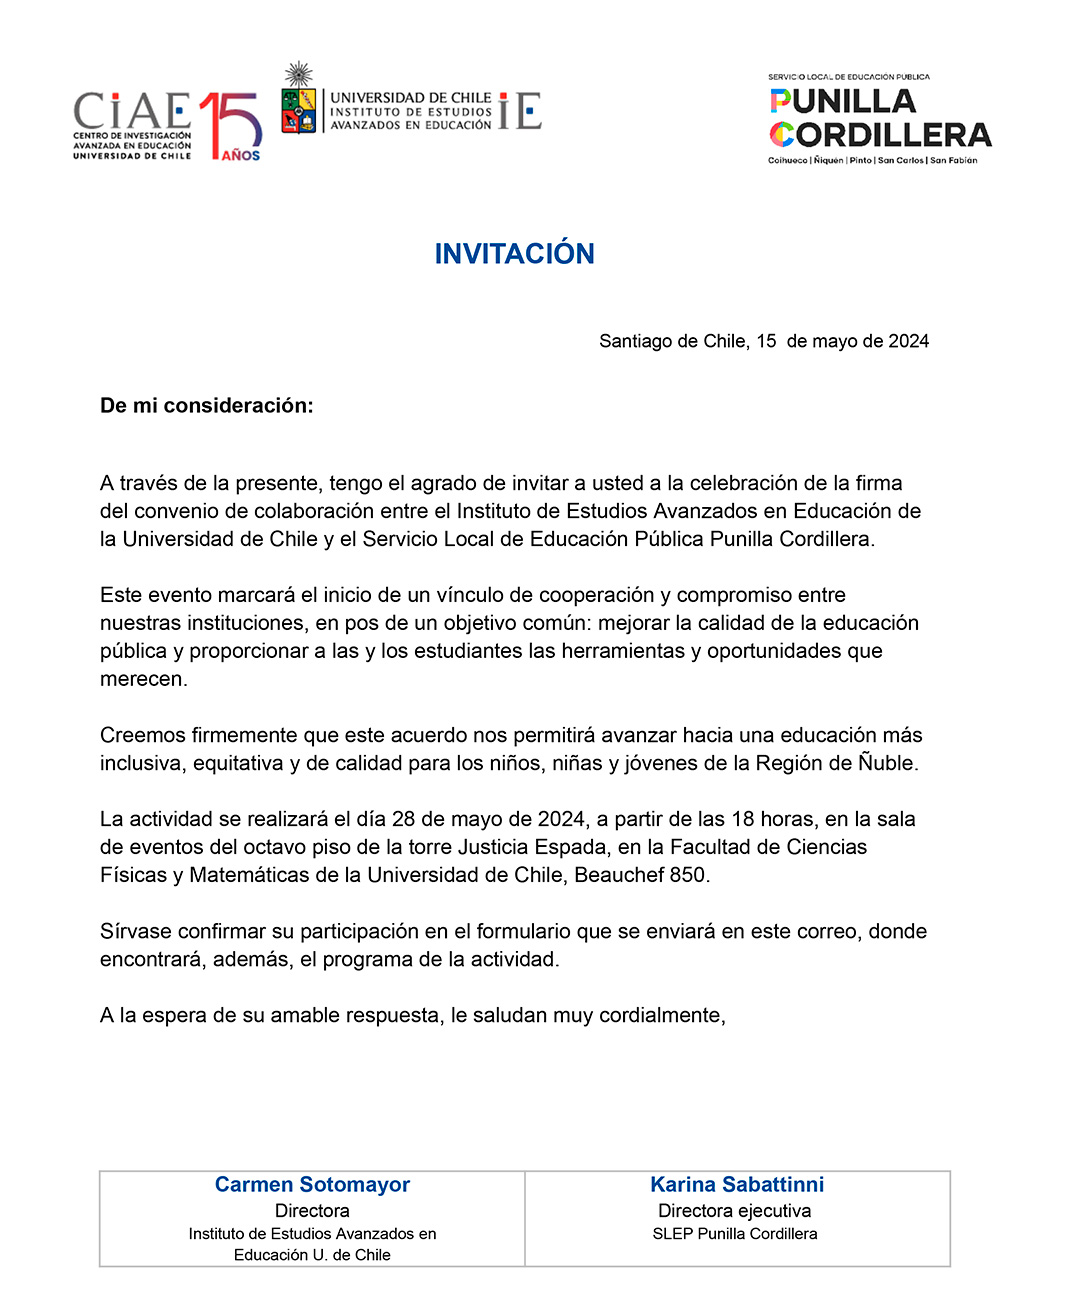 CiAE 15
CENTRO DE INVESTIGACIÓN
AVANZADA EN EDUCACIÓN
UNIVERSIDAD DE CHILE
AÑOS
UNIVERSIDAD DE CHILE
INSTITUTO DE ESTUDIOS
AVANZADOS EN EDUCACIÓN
iE
SERVICIO LOCAL DE EDUCACIÓN PÚBLICA
PUNILLA
CORDILLERA
Coihueco | Ñiquén | Pinto | San Carlos | San Fabián
INVITACIÓN
Santiago de Chile, 15  de mayo de 2024
De mi consideración:
A través de la presente, tengo el agrado de invitar a usted a la celebración de la firma
del convenio de colaboración entre el Instituto de Estudios Avanzados en Educación de
la Universidad de Chile y el Servicio Local de Educación Pública Punilla Cordillera.
Este evento marcará el inicio de un vínculo de cooperación y compromiso entre
nuestras instituciones, en pos de un objetivo común: mejorar la calidad de la educación
pública y proporcionar a las y los estudiantes las herramientas y oportunidades que
merecen.
Creemos firmemente que este acuerdo nos permitirá avanzar hacia una educación más
inclusiva, equitativa y de calidad para los niños, niñas y jóvenes de la Región de Ñuble.
La actividad se realizará el día 28 de mayo de 2024, a partir de las 18 horas, en la sala
de eventos del octavo piso de la torre Justicia Espada, en la Facultad de Ciencias
Físicas y Matemáticas de la Universidad de Chile, Beauchef 850.
Sírvase confirmar su participación en el formulario que se enviará en este correo, donde
encontrará, además, el programa de la actividad.
A la espera de su amable respuesta, le saludan muy cordialmente,
Carmen Sotomayor
Directora
Instituto de Estudios Avanzados en
Educación U. de Chile
Karina Sabattinni
Directora ejecutiva
SLEP Punilla Cordillera